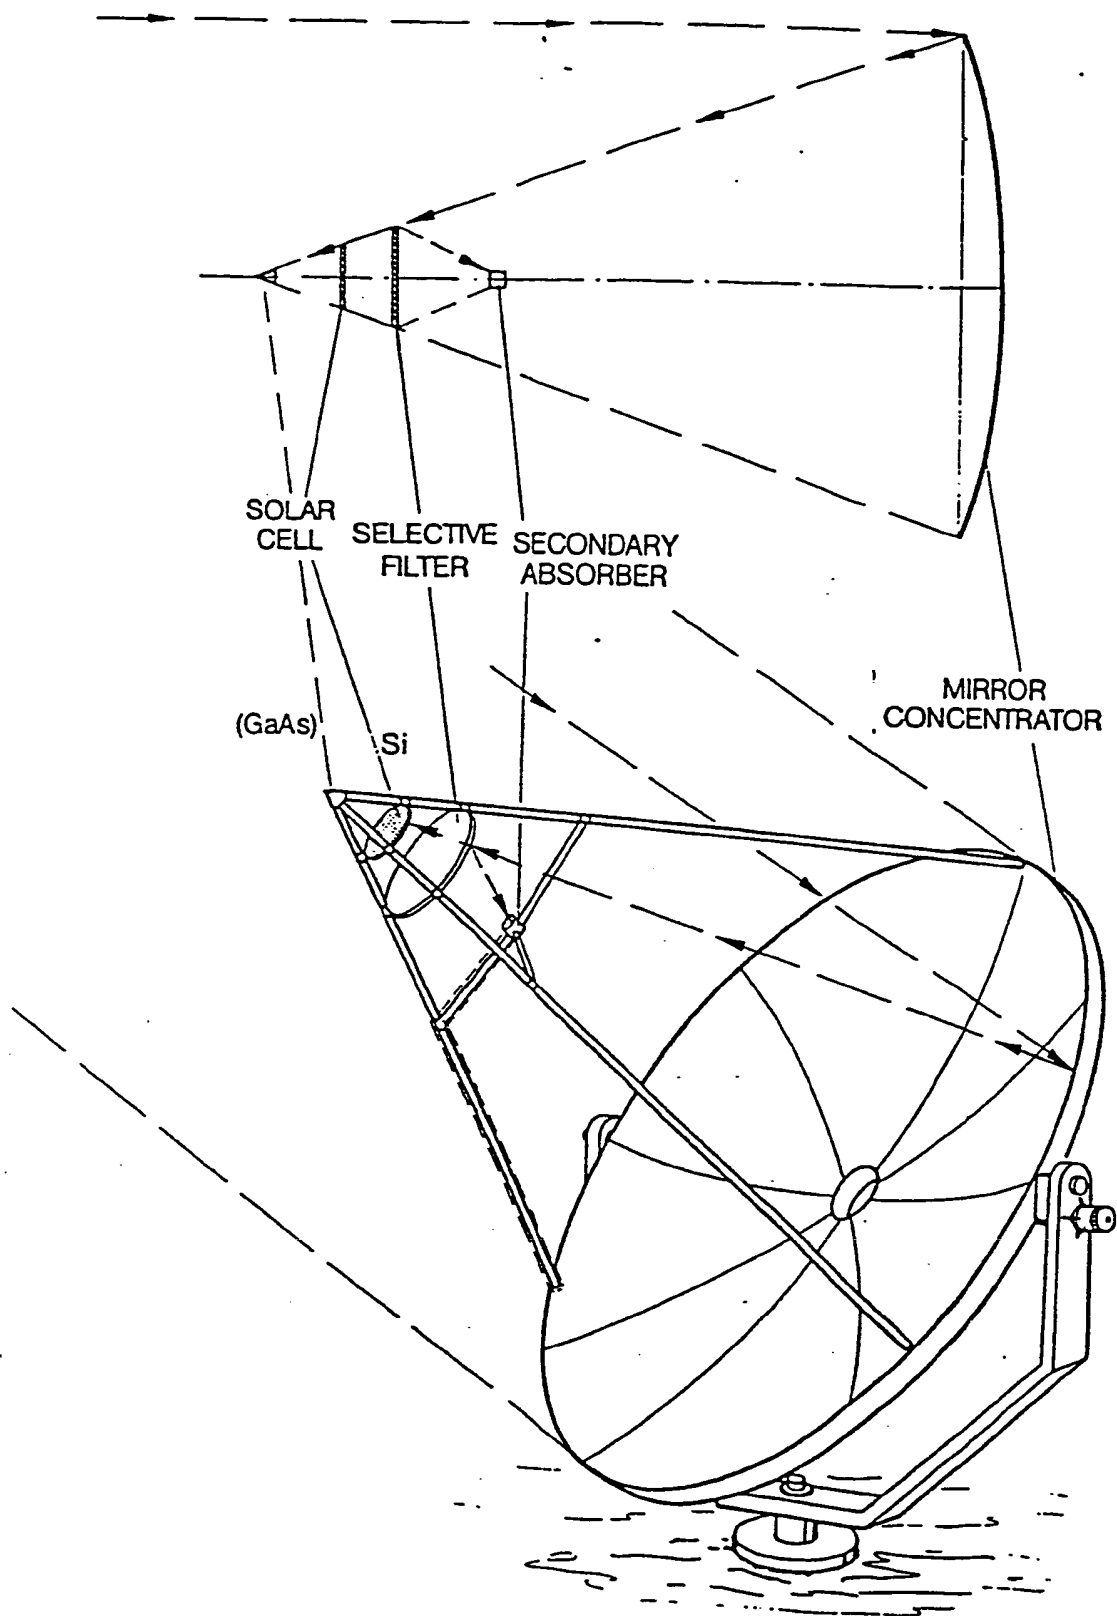 SOLAR
CELL
SELECTIVE
FILTER
SECONDARY
ABSORBER
MIRROR
CONCENTRATOR
(GaAs)
Si